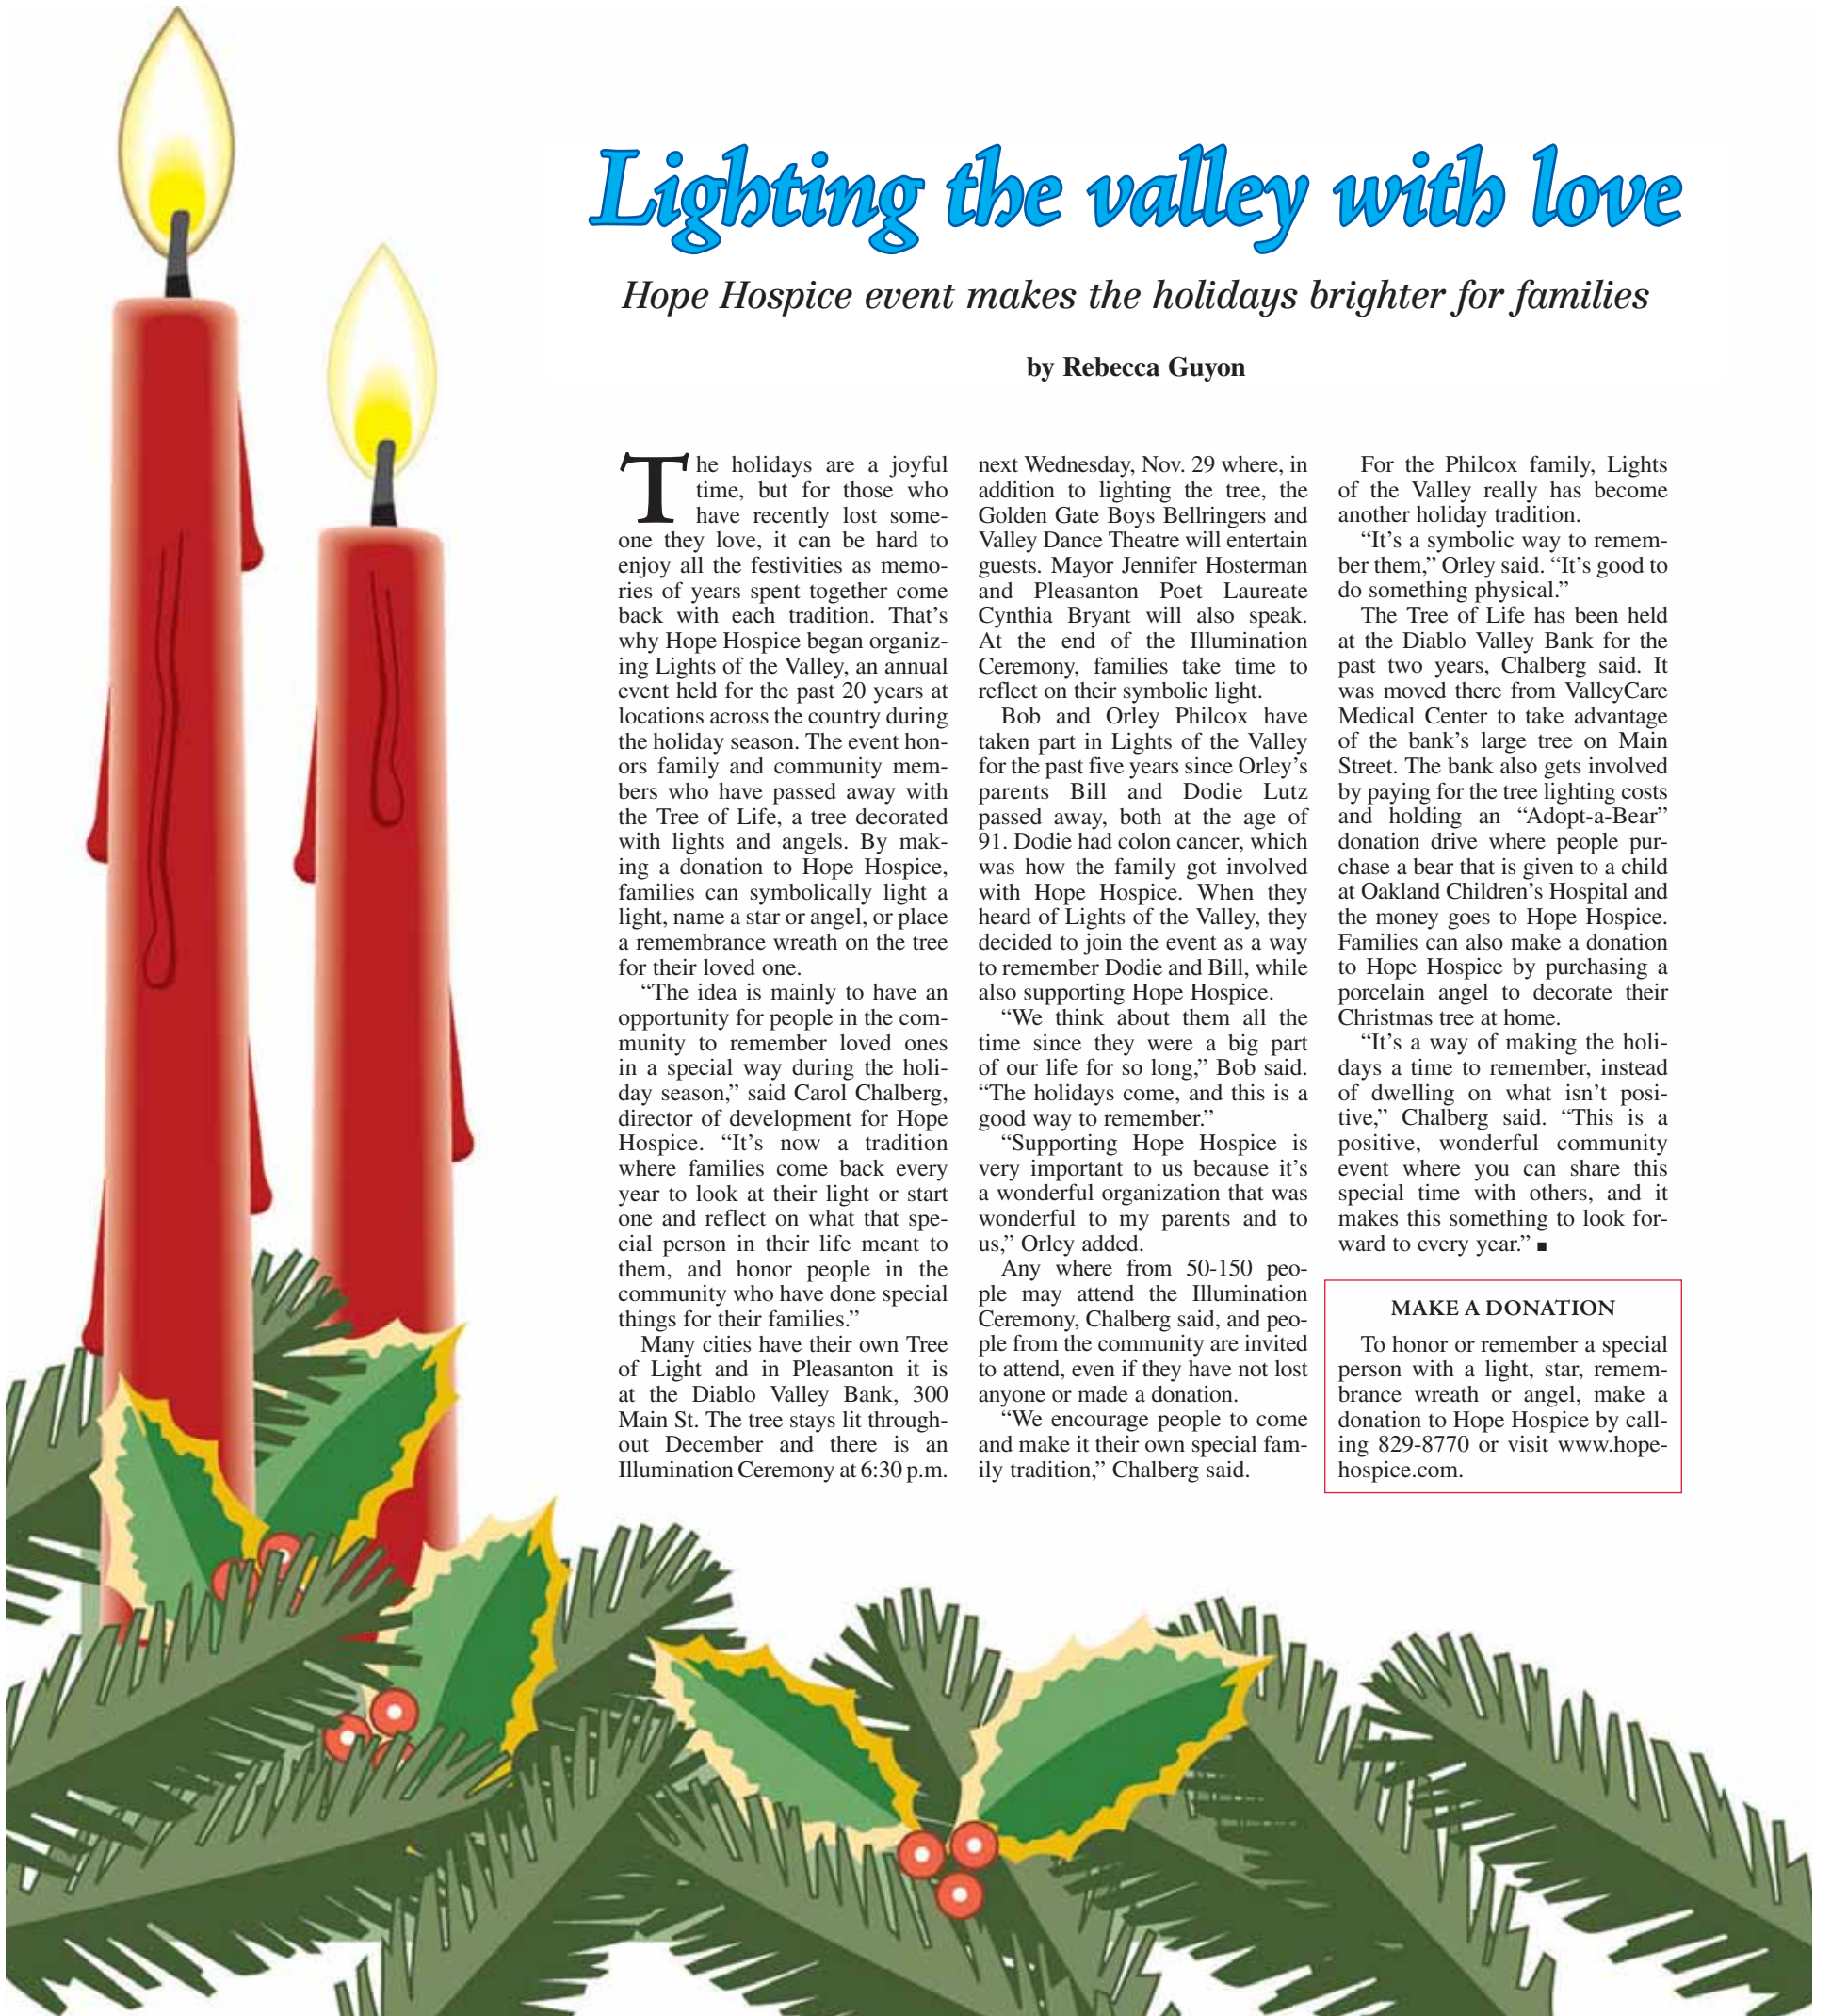 Lighting the valley with love
Hope Hospice event makes the holidays brighter for families
by Rebecca Guyon
The holidays are a joyful
time, but for those who
have recently lost some-
one they love, it can be hard to
enjoy all the festivities as memo-
ries of years spent together come
back with each tradition. That's
why Hope Hospice began organiz-
ing Lights of the Valley, an annual
event held for the past 20 years at
locations across the country during
the holiday season. The event hon-
ors family and community mem-
bers who have passed away with
the Tree of Life, a tree decorated
with lights and angels. By mak-
ing a donation to Hope Hospice,
families can symbolically light a
light, name a star or angel, or place
a remembrance wreath on the tree
for their loved one.
“The idea is mainly to have an
opportunity for people in the com-
munity to remember loved ones
in a special way during the holi-
day season,” said Carol Chalberg,
director of development for Hope
Hospice. “It's now a tradition
where families come back every
year to look at their light or start
one and reflect on what that spe-
cial person in their life meant to
them, and honor people in the
community who have done special
things for their families.”
Many cities have their own Tree
of Light and in Pleasanton it is
at the Diablo Valley Bank, 300
Main St. The tree stays lit through-
out December and there is an
Illumination Ceremony at 6:30 p.m.
next Wednesday, Nov. 29 where, in
addition to lighting the tree, the
Golden Gate Boys Bellringers and
Valley Dance Theatre will entertain
guests. Mayor Jennifer Hosterman
and Pleasanton Poet Laureate
Cynthia Bryant will also speak.
At the end of the Illumination
Ceremony, families take time to
reflect on their symbolic light.
Bob and Orley Philcox have
taken part in Lights of the Valley
for the past five years since Orley's
parents Bill and Dodie Lutz
passed away, both at the age of
91. Dodie had colon cancer, which
was how the family got involved
with Hope Hospice. When they
heard of Lights of the Valley, they
decided to join the event as a way
to remember Dodie and Bill, while
also supporting Hope Hospice.
“We think about them all the
time since they were a big part
of our life for so long,” Bob said.
“The holidays come, and this is a
good way to remember.”
“Supporting Hope Hospice is
very important to us because it's
a wonderful organization that was
wonderful to my parents and to
us,” Orley added.
Any where from 50-150 peo-
ple may attend the Illumination
Ceremony, Chalberg said, and peo-
ple from the community are invited
to attend, even if they have not lost
anyone or made a donation.
“We encourage people to come
and make it their own special fam-
ily tradition,” Chalberg said.
For the Philcox family, Lights
of the Valley really has become
another holiday tradition.
“It's a symbolic way to remem-
ber them,” Orley said. “It's good to
do something physical.”
The Tree of Life has been held
at the Diablo Valley Bank for the
past two years, Chalberg said. It
was moved there from ValleyCare
Medical Center to take advantage
of the bank's large tree on Main
Street. The bank also gets involved
by paying for the tree lighting costs
and holding an “Adopt-a-Bear”
donation drive where people pur-
chase a bear that is given to a child
at Oakland Children's Hospital and
the money goes to Hope Hospice.
Families can also make a donation
to Hope Hospice by purchasing a
porcelain angel to decorate their
Christmas tree at home.
“It's a way of making the holi-
days a time to remember, instead
of dwelling on what isn't posi-
tive,” Chalberg said. “This is a
positive, wonderful community
event where you can share this
special time with others, and it
makes this something to look for-
ward to every year.” ■
MAKE A DONATION
To honor or remember a special
person with a light, star, remem-
brance wreath or angel, make a
donation to Hope Hospice by call-
ing 829-8770 or visit www.hope-
hospice.com.